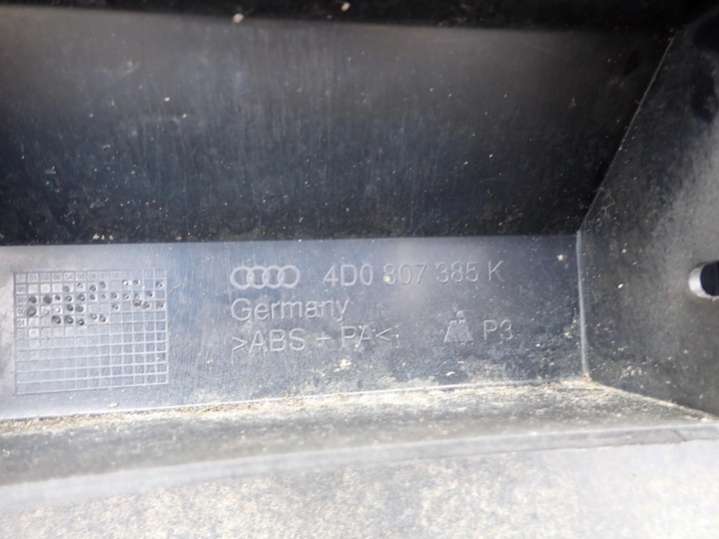 4D0 807 385 K
Germany
>ABS - PA<
P3